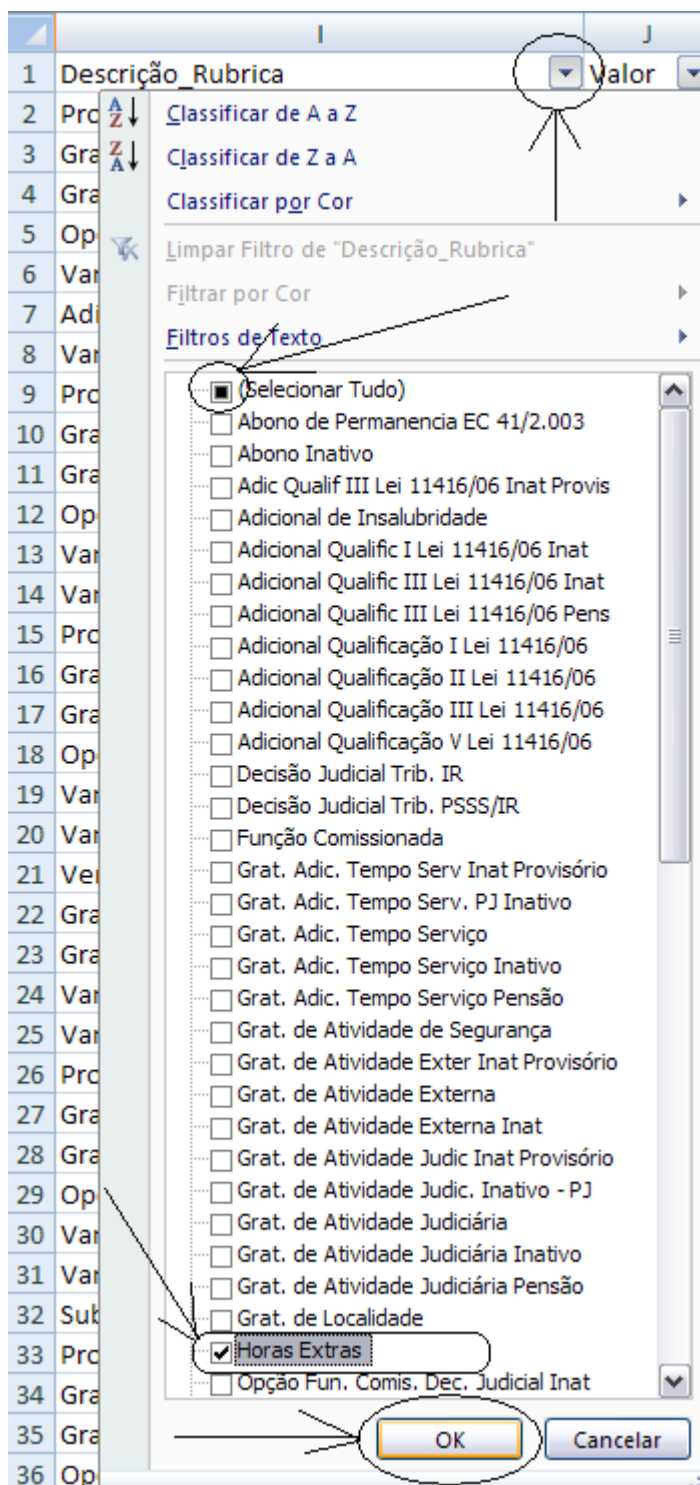 I J
1 Descrição_Rubrica Valor
2 Pro
3 Gra
4 Gra
5 Op
6 Var
7 Adi
8 Var
9 Pro
10 Gra
11 Gra
12 Op
13 Var
14 Var
15 Pro
16 Gra
17 Gra
18 Op
19 Var
20 Var
21 Ver
22 Gra
23 Gra
24 Var
25 Var
26 Pro
27 Gra
28 Gra
29 Op
30 Var
31 Var
32 Sub
33 Pro
34 Gra
35 Gra
36 Op
Classificar de A a Z
Classificar de Z a A
Classificar por Cor
Limpar Filtro de "Descrição_Rubrica"
Filtrar por Cor
Filtros de Texto
(Selecionar Tudo)
Abono de Permanencia EC 41/2.003
Abono Inativo
Adic Qualif III Lei 11416/06 Inat Provis
Adicional de Insalubridade
Adicional Qualific I Lei 11416/06 Inat
Adicional Qualific III Lei 11416/06 Inat
Adicional Qualific III Lei 11416/06 Pens
Adicional Qualificação I Lei 11416/06
Adicional Qualificação II Lei 11416/06
Adicional Qualificação III Lei 11416/06
Adicional Qualificação V Lei 11416/06
Decisão Judicial Trib. IR
Decisão Judicial Trib. PSSS/IR
Função Comissionada
Grat. Adic. Tempo Serv Inat Provisório
Grat. Adic. Tempo Serv. PJ Inativo
Grat. Adic. Tempo Serviço
Grat. Adic. Tempo Serviço Inativo
Grat. Adic. Tempo Serviço Pensão
Grat. de Atividade de Segurança
Grat. de Atividade Exter Inat Provisório
Grat. de Atividade Externa
Grat. de Atividade Externa Inat
Grat. de Atividade Judic Inat Provisório
Grat. de Atividade Judic. Inativo - PJ
Grat. de Atividade Judiciária
Grat. de Atividade Judiciária Inativo
Grat. de Atividade Judiciária Pensão
Grat. de Localidade
Horas Extras
Opção Fun. Comis. Dec. Judicial Inat
OK Cancelar